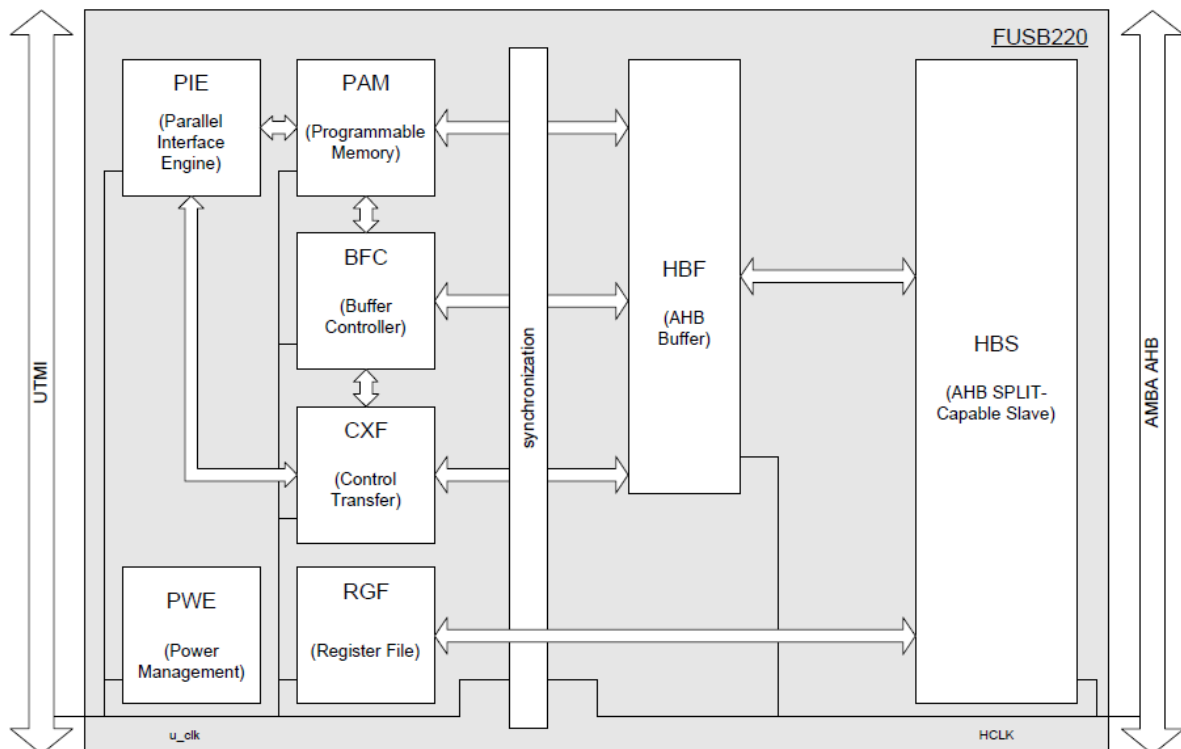 FUSB220
PIE
(Parallel
Interface
Engine)
PAM
(Programmable
Memory)
BFC
(Buffer
Controller)
CXF
(Control
Transfer)
PWE
(Power
Management)
RGF
(Register File)
synchronization
HBF
(AHB
Buffer)
HBS
(AHB SPLIT-
Capable Slave)
UTMI
AMBA AHB
u_clk
HCLK